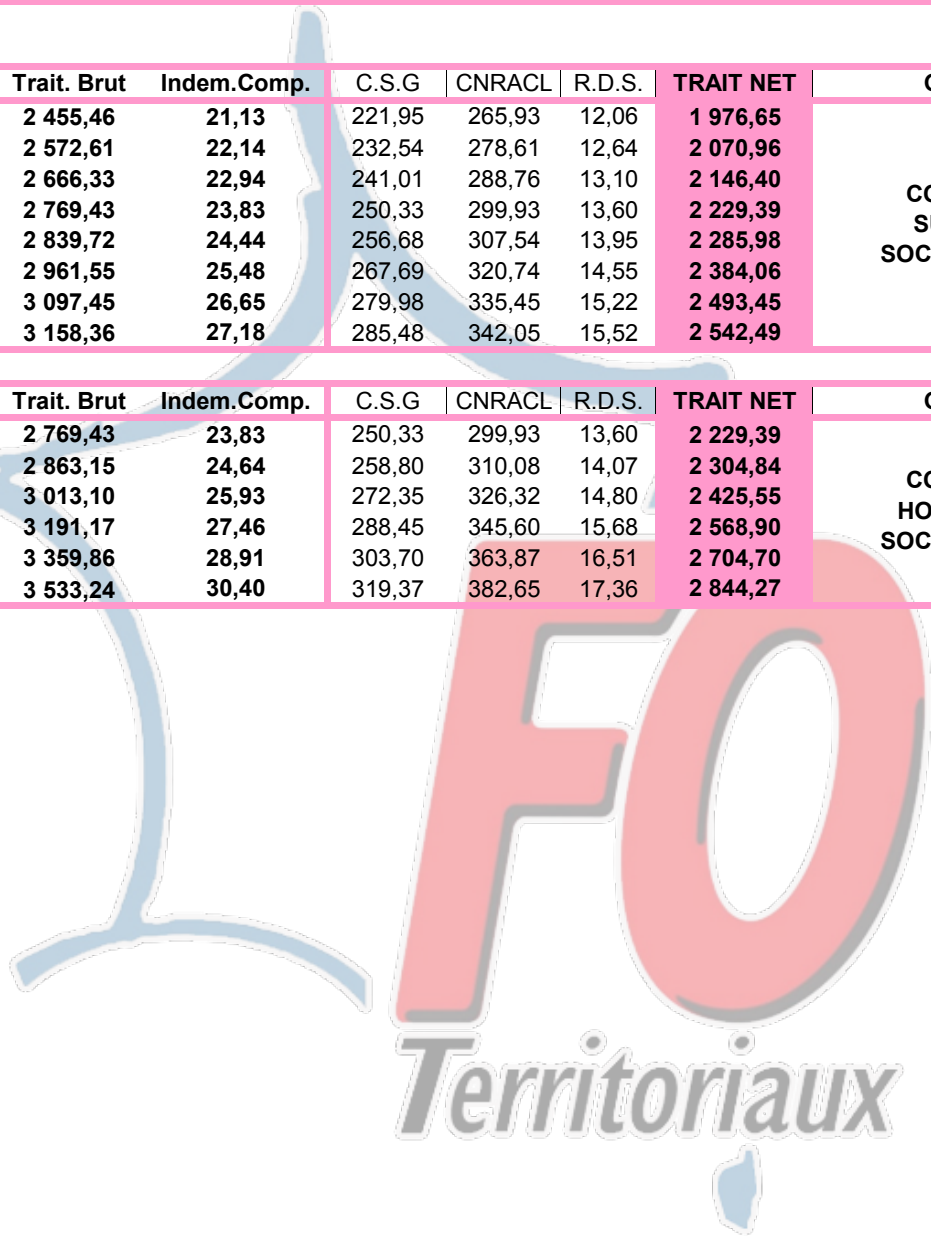 Trait. Brut Indem.Comp. C.S.G CNRACL R.D.S. TRAIT NET
2 455,46 21,13 221,95 265,93 12,06 1 976,65
2 572,61 22,14 232,54 278,61 12,64 2 070,96
2 666,33 22,94 241,01 288,76 13,10 2 146,40
2 769,43 23,83 250,33 299,93 13,60 2 229,39
2 839,72 24,44 256,68 307,54 13,95 2 285,98
2 961,55 25,48 267,69 320,74 14,55 2 384,06
3 097,45 26,65 279,98 335,45 15,22 2 493,45
3 158,36 27,18 285,48 342,05 15,52 2 542,49
Trait. Brut Indem.Comp. C.S.G CNRACL R.D.S. TRAIT NET
2 769,43 23,83 250,33 299,93 13,60 2 229,39
2 863,15 24,64 258,80 310,08 14,07 2 304,84
3 013,10 25,93 272,35 326,32 14,80 2 425,55
3 191,17 27,46 288,45 345,60 15,68 2 568,90
3 359,86 28,91 303,70 363,87 16,51 2 704,70
3 533,24 30,40 319,37 382,65 17,36 2 844,27
FO
Territoriaux